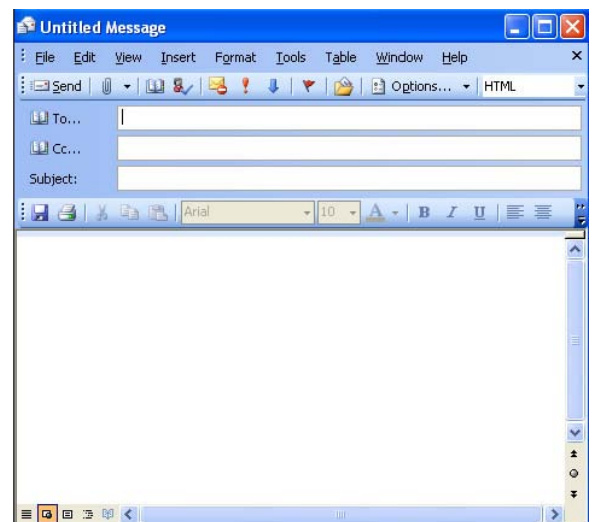 Untitled Message
File Edit View Insert Format Tools Table Window Help
Send Options... HTML
To...
Cc...
Subject:
Arial 10 A B I U